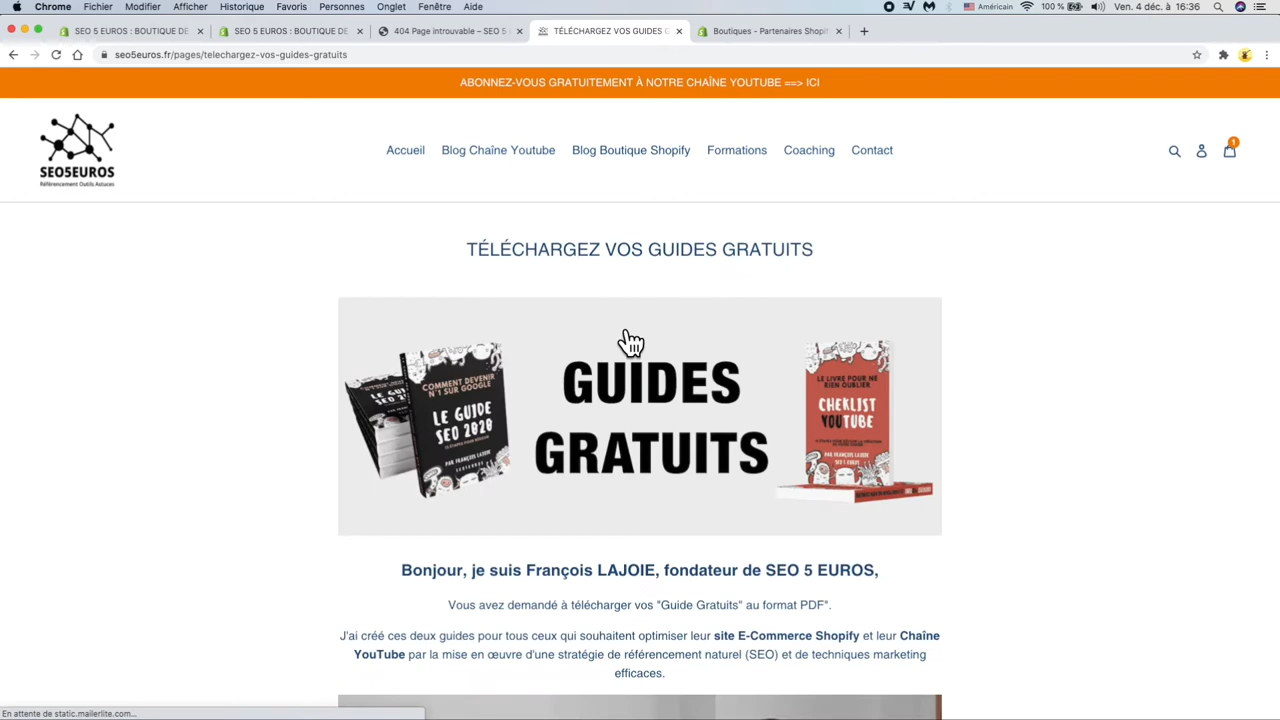 Chrome Fichier Modifier Afficher Historique Favoris Personnes Onglet Fenêtre Aide Américain 100 % Ven. 4 déc. à 16:36
SEO 5 EUROS : BOUTIQUE DE SEO 5 EUROS : BOUTIQUE DE 404 Page introuvable – SEO 5 TÉLÉCHARGEZ VOS GUIDES G Boutiques - Partenaires Shopif
seo5euros.fr/pages/telechargez-vos-guides-gratuits
ABONNEZ-VOUS GRATUITEMENT À NOTRE CHAÎNE YOUTUBE ==> ICI
SEO5EUROS
Référencement Outils Astuces
Accueil Blog Chaîne Youtube Blog Boutique Shopify Formations Coaching Contact
1
TÉLÉCHARGEZ VOS GUIDES GRATUITS
COMMENT DEVENIR
N°1 SUR GOOGLE
LE GUIDE
SEO 2020
PAR FRANÇOIS LAJOIE
GUIDES
GRATUITS
LE LIVRE POUR NE
RIEN OUBLIER
CHEKLIST
YOUTUBE
PAR FRANÇOIS LAJOIE
Bonjour, je suis François LAJOIE, fondateur de SEO 5 EUROS,
Vous avez demandé à télécharger vos "Guide Gratuits" au format PDF".
J'ai créé ces deux guides pour tous ceux qui souhaitent optimiser leur site E-Commerce Shopify et leur Chaîne
YouTube par la mise en œuvre d'une stratégie de référencement naturel (SEO) et de techniques marketing
efficaces.
En attente de static.mailerlite.com...